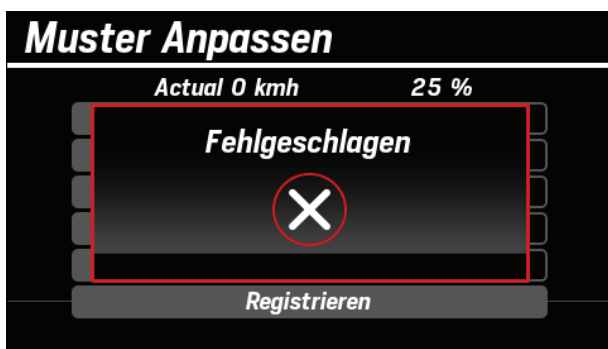 Muster Anpassen
Actual 0 kmh 25 %
Fehlgeschlagen
Registrieren